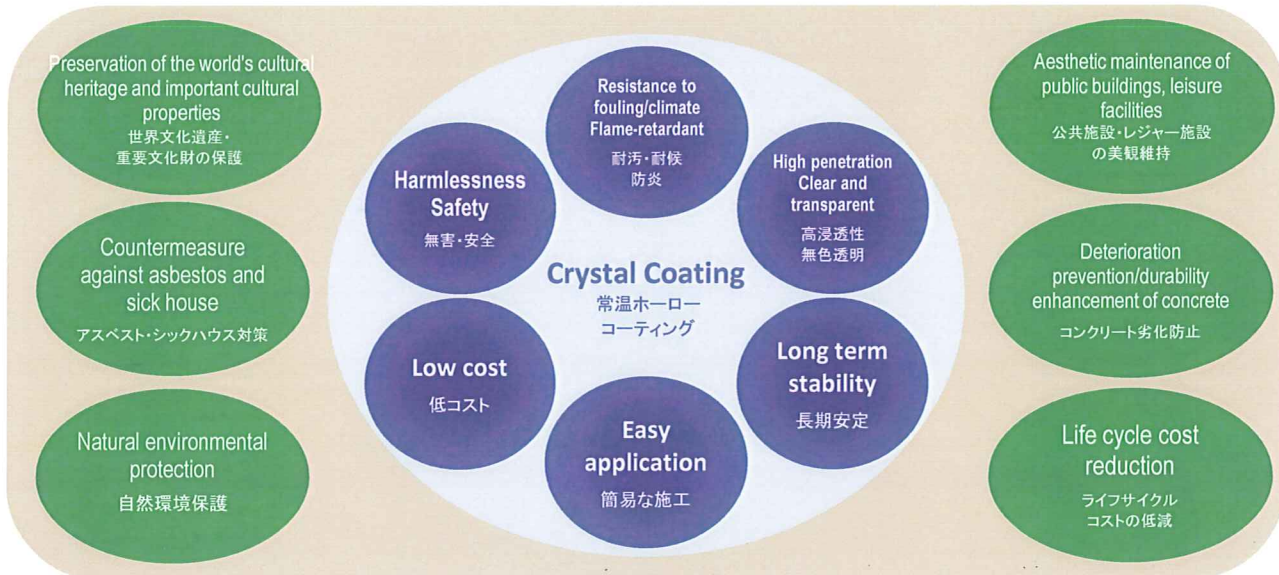 Preservation of the world's cultural
heritage and important cultural
properties
世界文化遺産・
重要文化財の保護
Countermeasure
against asbestos and
sick house
アスベスト・シックハウス対策
Natural environmental
protection
自然環境保護
Resistance to
fouling/climate
Flame-retardant
耐汚・耐候
防炎
Harmlessness
Safety
無害・安全
High penetration
Clear and
transparent
高浸透性
無色透明
Crystal Coating
常温ホーロー
コーティング
Low cost
低コスト
Long term
stability
長期安定
Easy
application
簡易な施工
Aesthetic maintenance of
public buildings, leisure
facilities
公共施設・レジャー施設
の美観維持
Deterioration
prevention/durability
enhancement of concrete
コンクリート劣化防止
Life cycle cost
reduction
ライフサイクル
コストの低減